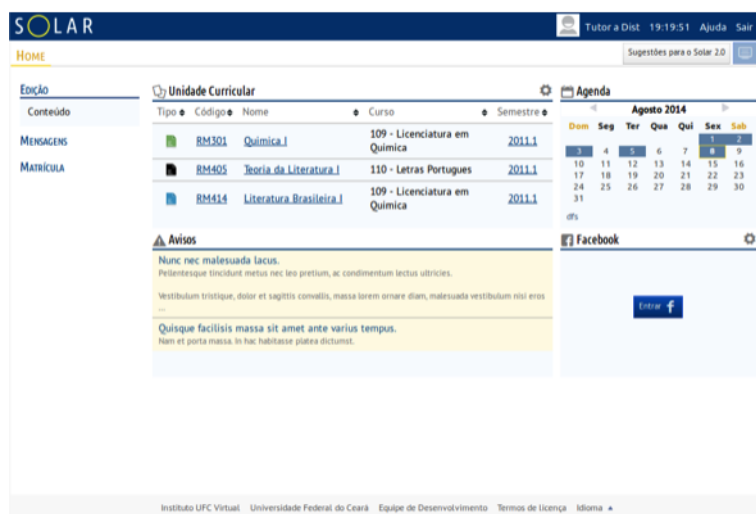 SOLAR
Tutor a Dist 19:19:51 Ajuda Sair
Home
Sugestões para o Solar 2.0
Edição
Conteúdo
Mensagens
Matrícula
Unidade Curricular
Tipo Código Nome Curso Semestre
RM301 Quimica I 109 - Licenciatura em Quimica 2011.1
RM405 Teoria da Literatura I 110 - Letras Portugues 2011.1
RM414 Literatura Brasileira I 109 - Licenciatura em Quimica 2011.1
Agenda
Agosto 2014
Dom Seg Ter Qua Qui Sex Sab
1 2
3 4 5 6 7 8 9
10 11 12 13 14 15 16
17 18 19 20 21 22 23
24 25 26 27 28 29 30
31
dfs
Avisos
Nunc nec malesuada lacus.
Pellentesque tincidunt metus nec leo pretium, ac condimentum lectus ultricies.
Vestibulum tristique, dolor et sagittis convallis, massa lorem ornare diam, malesuada vestibulum nisi eros
...
Quisque facilisis massa sit amet ante varius tempus.
Nam et porta massa. In hac habitasse platea dictumst.
Facebook
Entrar f
Instituto UFC Virtual Universidade Federal do Ceará Equipe de Desenvolvimento Termos de licença Idioma